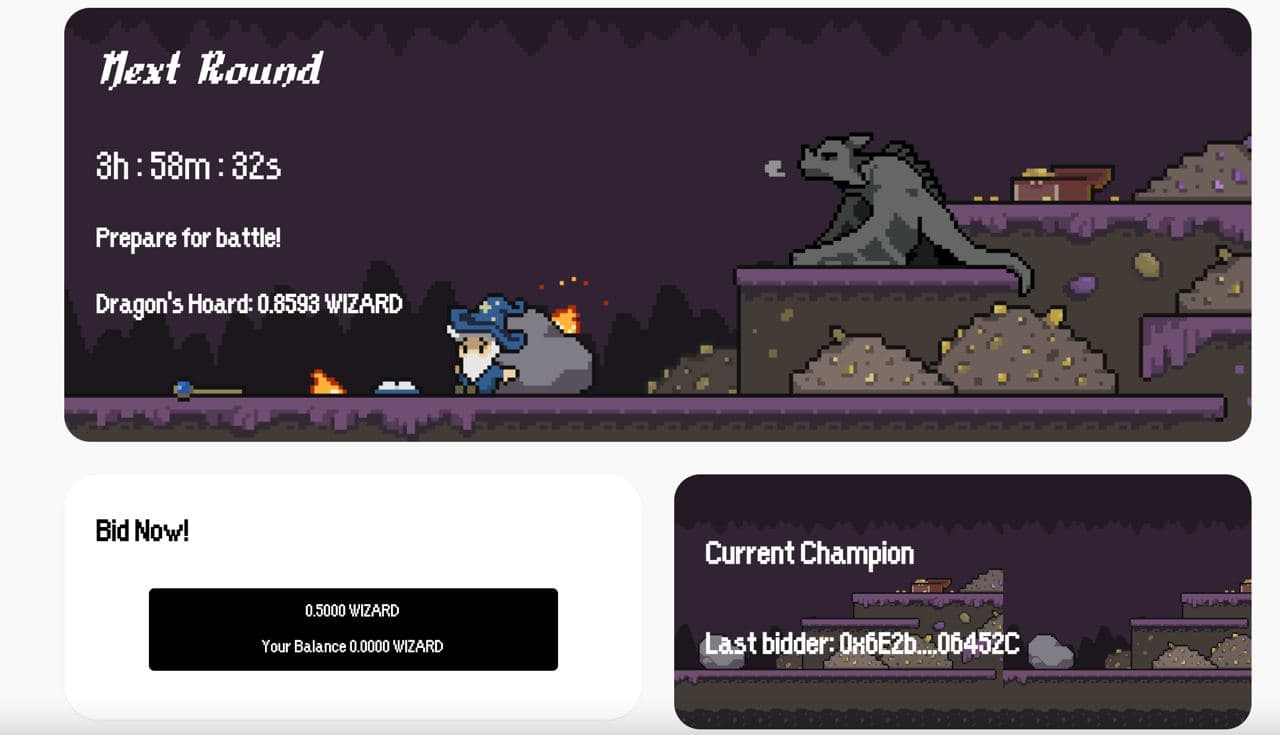 Next Round
3h : 58m : 32s
Prepare for battle!
Dragon's Hoard: 0.8593 WIZARD
Bid Now!
0.5000 WIZARD
Your Balance 0.0000 WIZARD
Current Champion
Last bidder: 0x6E2b....06452C